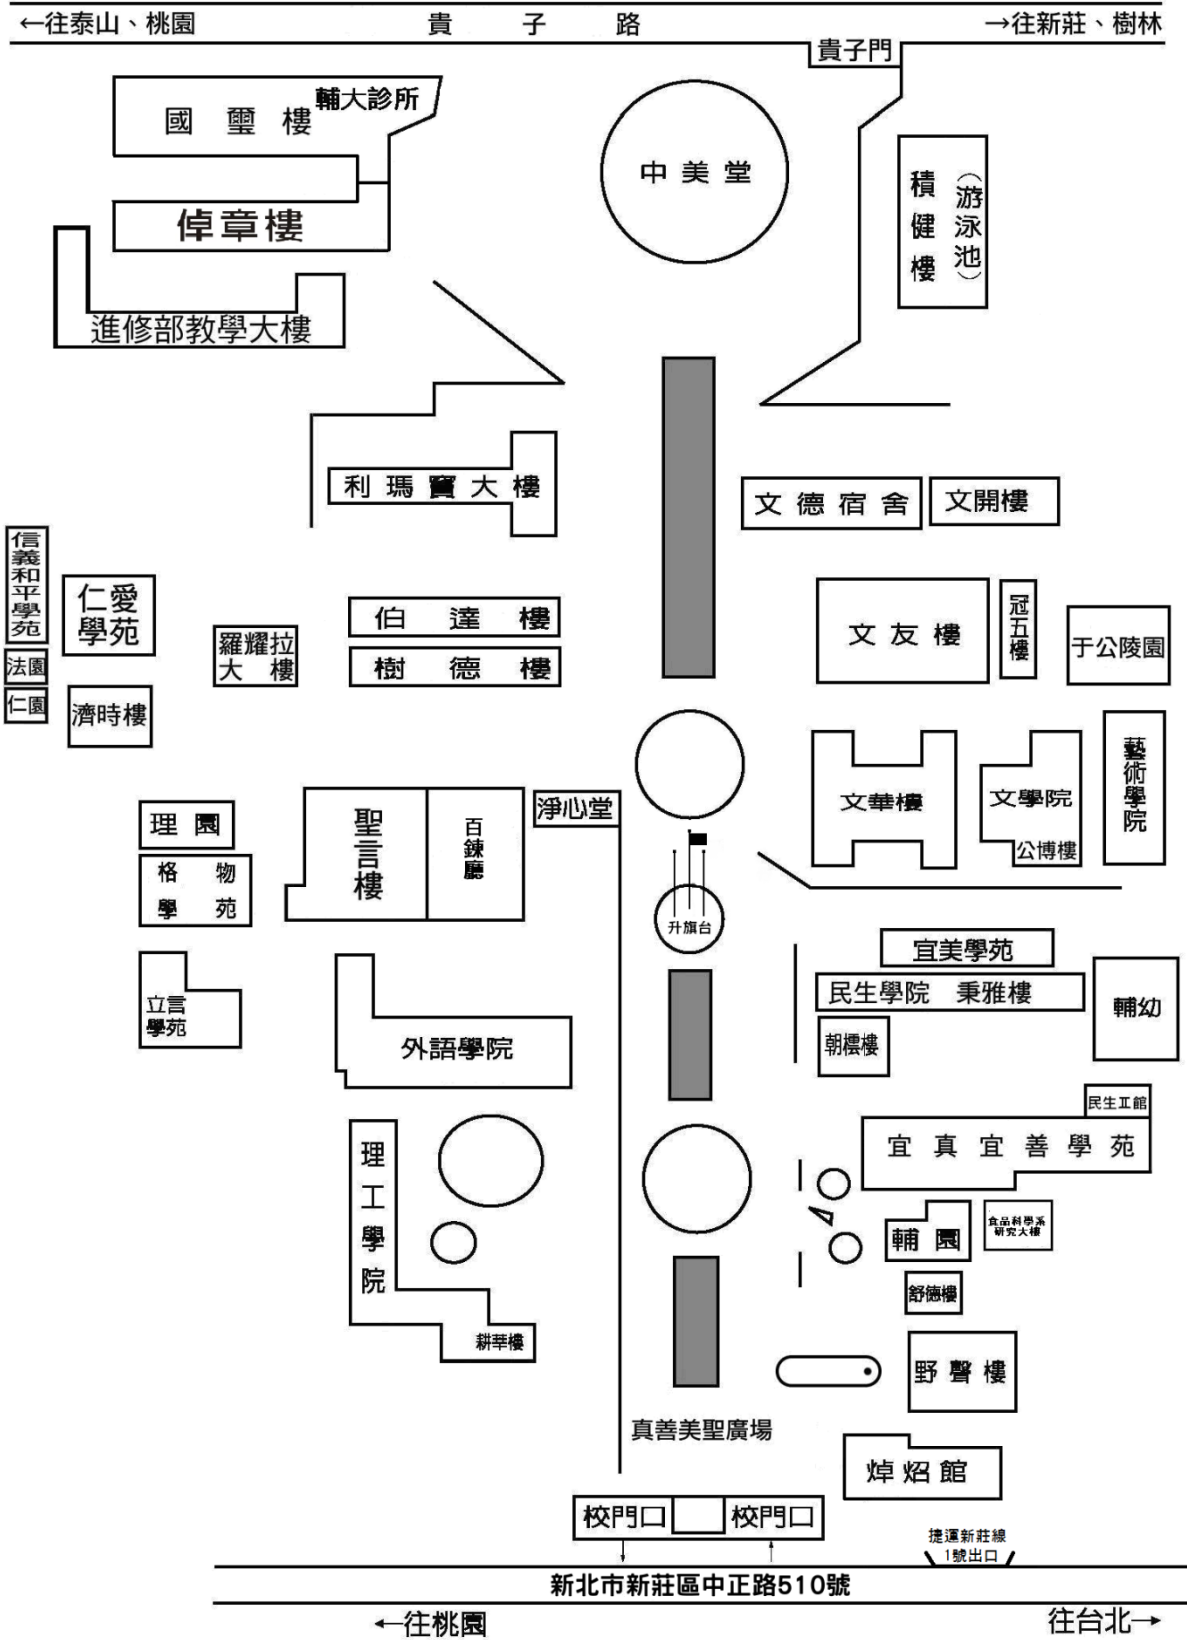 ←往泰山、桃園
貴子路
→往新莊、樹林
貴子門
輔大診所
國璽樓
中美堂
積健樓
（游泳池）
倬章樓
進修部教學大樓
利瑪竇大樓
文德宿舍
文開樓
信義和平學苑
仁愛
學苑
伯達樓
文友樓
冠五樓
于公陵園
羅耀拉
大樓
樹德樓
法園
仁園
濟時樓
藝術學院
文華樓
文學院
公博樓
淨心堂
聖言樓
百鍊廳
理園
格物
學苑
升旗台
宜美學苑
民生學院 秉雅樓
輔幼
立言
學苑
外語學院
朝橒樓
民生II館
宜真宜善學苑
理工學院
輔園
食品科學系
研究大樓
舒德樓
耕莘樓
野聲樓
真善美聖廣場
焯炤館
校門口
校門口
捷運新莊線
1號出口
新北市新莊區中正路510號
←往桃園
往台北→